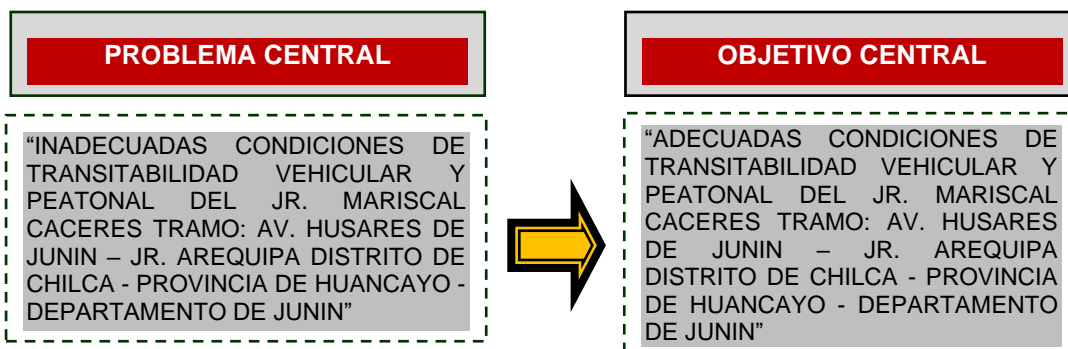 PROBLEMA CENTRAL
“INADECUADAS CONDICIONES DE
TRANSITABILIDAD VEHICULAR Y
PEATONAL DEL JR. MARISCAL
CACERES TRAMO: AV. HUSARES DE
JUNIN – JR. AREQUIPA DISTRITO DE
CHILCA - PROVINCIA DE HUANCAYO -
DEPARTAMENTO DE JUNIN”
OBJETIVO CENTRAL
“ADECUADAS CONDICIONES DE
TRANSITABILIDAD VEHICULAR Y
PEATONAL DEL JR. MARISCAL
CACERES TRAMO: AV. HUSARES
DE JUNIN – JR. AREQUIPA
DISTRITO DE CHILCA - PROVINCIA
DE HUANCAYO - DEPARTAMENTO
DE JUNIN”